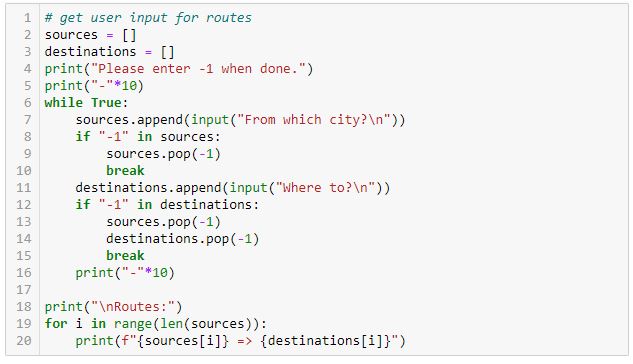 1 # get user input for routes
2 sources = []
3 destinations = []
4 print("Please enter -1 when done.")
5 print("-"*10)
6 while True:
7     sources.append(input("From which city?\n"))
8     if "-1" in sources:
9         sources.pop(-1)
10         break
11     destinations.append(input("Where to?\n"))
12     if "-1" in destinations:
13         sources.pop(-1)
14         destinations.pop(-1)
15         break
16     print("-"*10)
17
18 print("\nRoutes:")
19 for i in range(len(sources)):
20     print(f"{sources[i]} => {destinations[i]}")